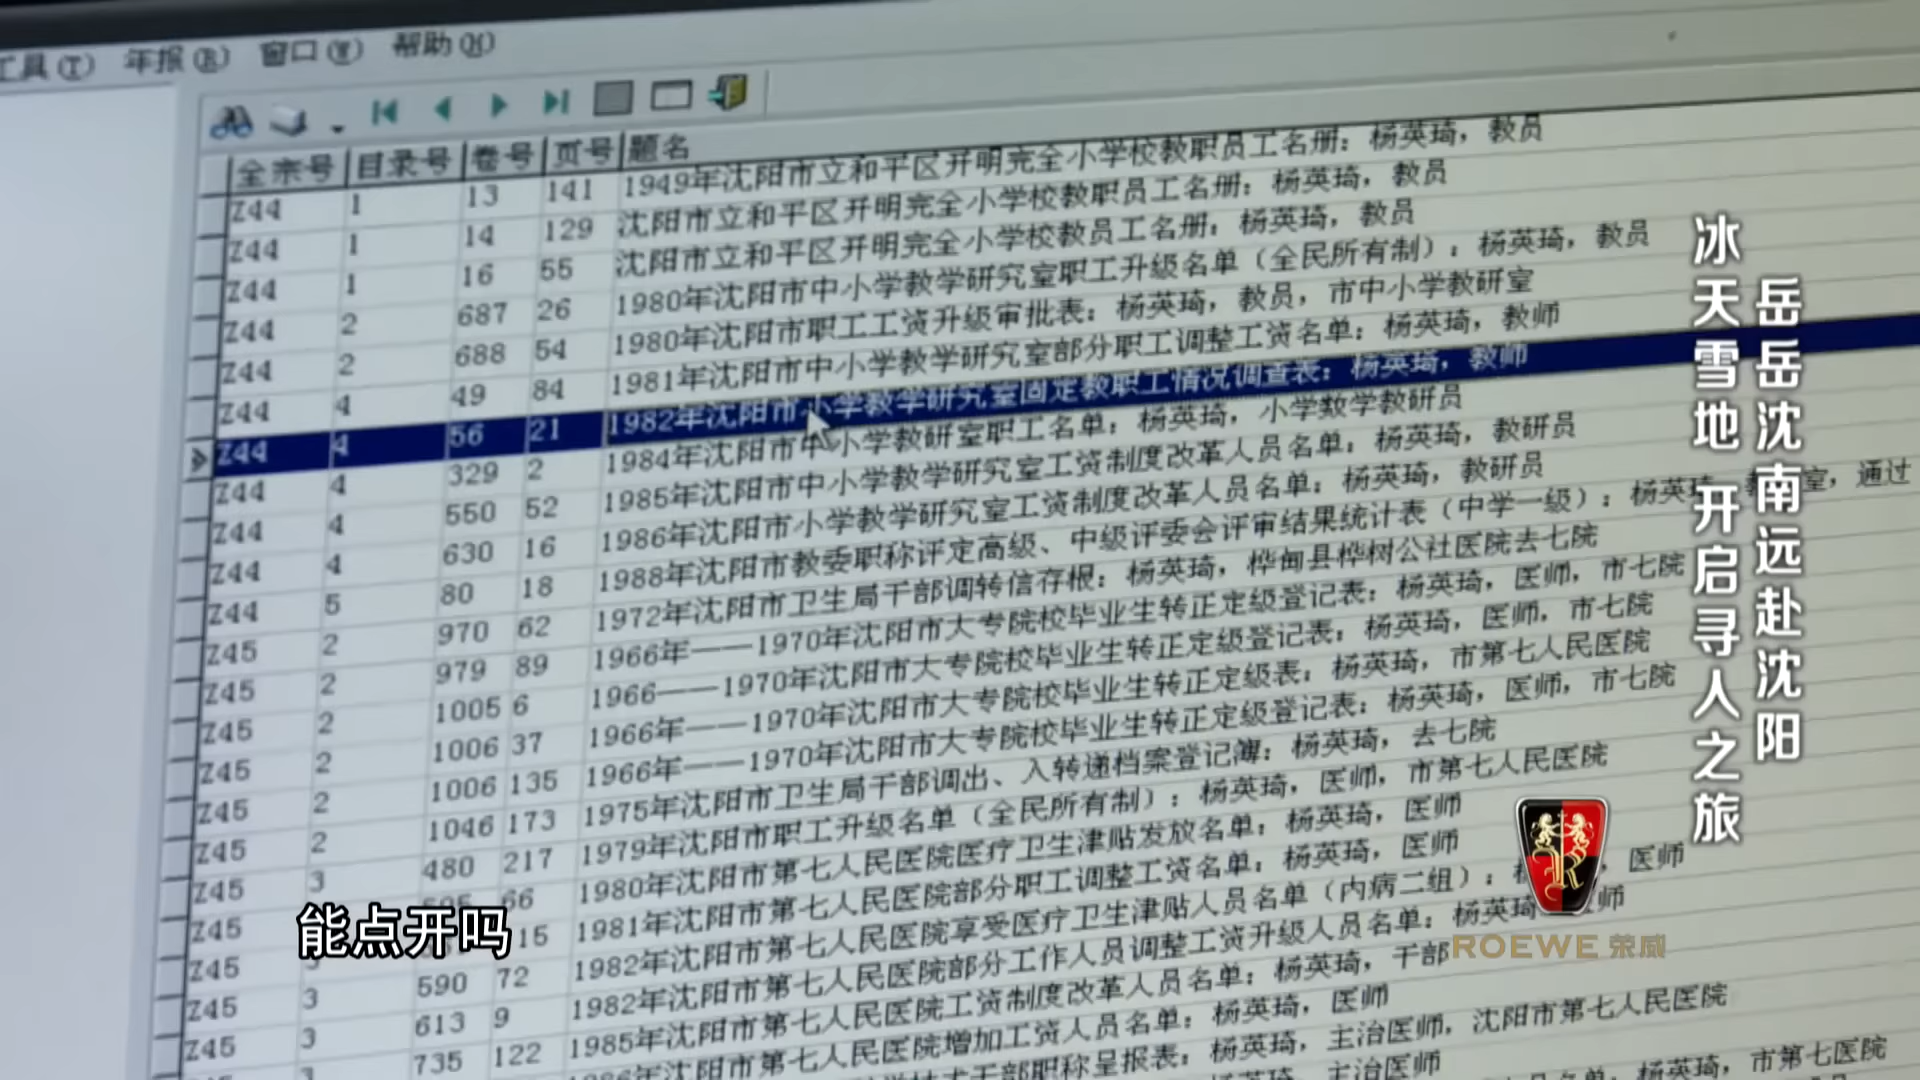 工具(T) 年报(R) 窗口(W) 帮助(H)
全宗号 目录号 卷号 页号 题名
Z44 1 13 141 1949年沈阳市立和平区开明完全小学校教职员工名册：杨英琦，教员
Z44 1 14 129 沈阳市立和平区开明完全小学校教职员工名册：杨英琦，教员
Z44 1 16 55 沈阳市立和平区开明完全小学校教员工名册：杨英琦，教员
Z44 2 687 26 1980年沈阳市中小学教学研究室职工升级名单（全民所有制）：杨英琦，教员
Z44 2 688 54 1980年沈阳市职工工资升级审批表：杨英琦，教员，市中小学教研室
Z44 4 49 84 1981年沈阳市中小学教学研究室部分职工调整工资名单：杨英琦，教师
Z44 4 56 21 1982年沈阳市小学教学研究室固定教职工情况调查表：杨英琦，教师
Z44 4 329 2 1984年沈阳市中小学教研室职工名单：杨英琦，小学数学教研员
Z44 4 550 52 1985年沈阳市中小学教学研究室工资制度改革人员名单：杨英琦，教研员
Z44 4 630 16 1986年沈阳市小学教学研究室工资制度改革人员名单：杨英琦，教研员
Z44 5 80 18 1988年沈阳市教委职称评定高级、中级评委会评审结果统计表（中学一级）：杨英琦，教 室，通过
Z45 2 970 62 1972年沈阳市卫生局干部调转信存根：杨英琦，桦甸县桦树公社医院去七院
Z45 2 979 89 1966年——1970年沈阳市大专院校毕业生转正定级登记表：杨英琦，医师，市七院
Z45 2 1005 6 1966——1970年沈阳市大专院校毕业生转正定级登记表：杨英琦，医师，市七院
Z45 2 1006 37 1966年——1970年沈阳市大专院校毕业生转正定级表：杨英琦，市第七人民医院
Z45 2 1006 135 1966年——1970年沈阳市大专院校毕业生转正定级登记表：杨英琦，医师，市七院
Z45 2 1046 173 1975年沈阳市卫生局干部调出、入转递档案登记簿：杨英琦，去七院
Z45 3 480 217 1979年沈阳市职工升级名单（全民所有制）：杨英琦，医师，市第七人民医院
Z45 66 1980年沈阳市第七人民医院医疗卫生津贴发放名单：杨英琦，医师
Z45 3 15 1981年沈阳市第七人民医院部分职工调整工资名单：杨英琦，医师
Z45 3 590 72 1982年沈阳市第七人民医院享受医疗卫生津贴人员名单（内病二组）： ，医师
Z45 3 613 9 1982年沈阳市第七人民医院部分工作人员调整工资升级人员名单：杨英琦 师
735 122 1985年沈阳市第七人民医院工资制度改革人员名单：杨英琦，干部
人民医院增加工资人员名单：杨英琦，医师
干部职称呈报表：杨英琦，主治医师，沈阳市第七人民医院
主治医师
杨英琦，市第七医院
冰天雪地 开启寻人之旅
岳岳沈南远赴沈阳
能点开吗
ROEWE 荣威